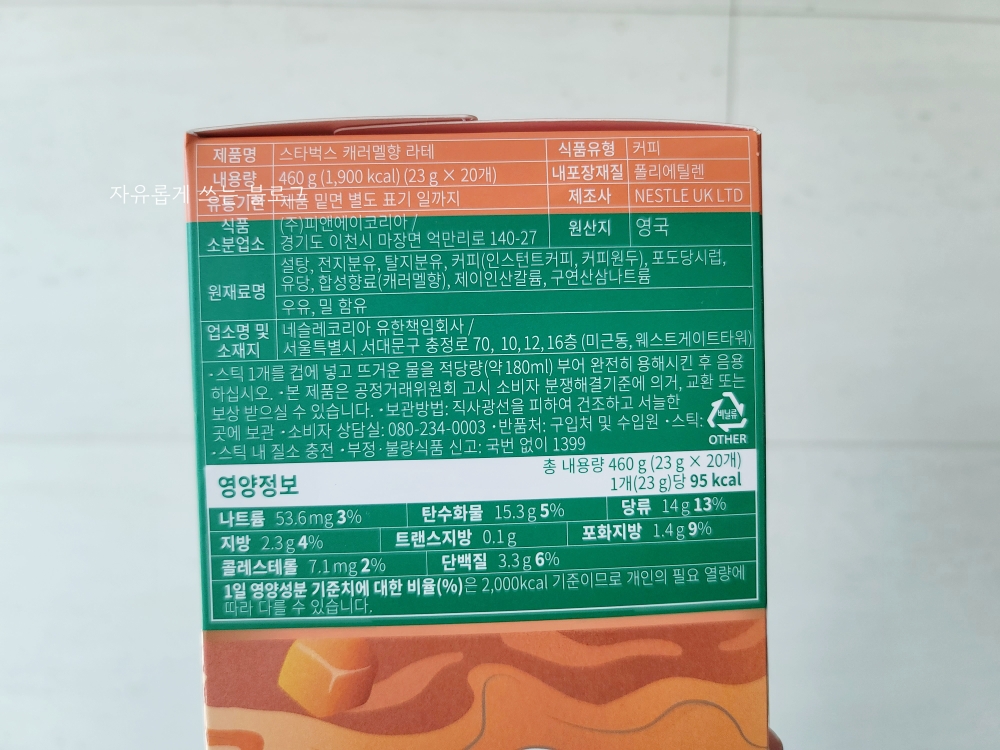 제품명 스타벅스 캐러멜향 라테 식품유형 커피
내용량 460 g (1,900 kcal) (23 g × 20개) 내포장재질 폴리에틸렌
자유롭게 쓰는 블로그
유통기한 제품 밑면 별도 표기 일까지 제조사 NESTLE UK LTD
식품 소분업소 (주)피앤에이코리아 /
경기도 이천시 마장면 억만리로 140-27 원산지 영국
원재료명 설탕, 전지분유, 탈지분유, 커피(인스턴트커피, 커피원두), 포도당시럽,
유당, 합성향료(캐러멜향), 제이인산칼륨, 구연산삼나트륨
우유, 밀 함유
업소명 및 소재지 네슬레코리아 유한책임회사 /
서울특별시 서대문구 충정로 70, 10, 12, 16층 (미근동, 웨스트게이트타워)
·스틱 1개를 컵에 넣고 뜨거운 물을 적당량(약 180ml) 부어 완전히 용해시킨 후 음용
하십시오. ·본 제품은 공정거래위원회 고시 소비자 분쟁해결기준에 의거, 교환 또는
보상 받으실 수 있습니다. ·보관방법: 직사광선을 피하여 건조하고 서늘한
곳에 보관 ·소비자 상담실: 080-234-0003 ·반품처: 구입처 및 수입원 ·스틱:
비닐류
OTHER
·스틱 내 질소 충전 ·부정·불량식품 신고: 국번 없이 1399
영양정보 총 내용량 460 g (23 g × 20개)
1개(23 g)당 95 kcal
나트륨 53.6 mg 3% 탄수화물 15.3 g 5% 당류 14 g 13%
지방 2.3 g 4% 트랜스지방 0.1 g 포화지방 1.4 g 9%
콜레스테롤 7.1 mg 2% 단백질 3.3 g 6%
1일 영양성분 기준치에 대한 비율(%)은 2,000kcal 기준이므로 개인의 필요 열량에
따라 다를 수 있습니다.